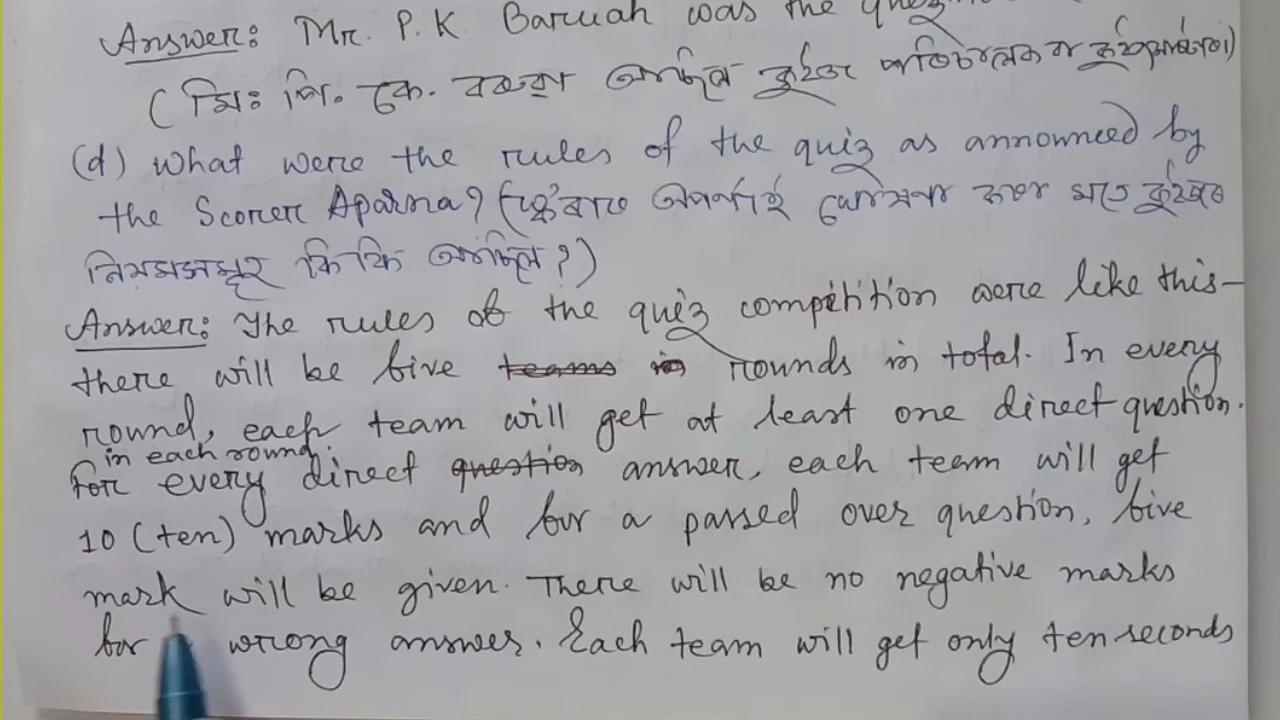 Answer: Mr. P. K. Baruah was the
(মিঃ পি. কে. বৰুৱা আছিল কুইজ পৰিচালক
(d) What were the rules of the quiz as announced by
the Scorer Aparna? (স্ক'ৰাৰ অপৰ্ণাই ঘোষণা কৰা মতে কুইজৰ
নিয়মসমূহ কি কি আছিল?)
Answer: The rules of the quiz competition were like this-
there will be five teams in rounds in total. In every
round, each team will get at least one direct question.
in each round.
For every direct question answer, each team will get
10 (ten) marks and for a passed over question, five
mark will be given. There will be no negative marks
for wrong answer. Each team will get only ten seconds